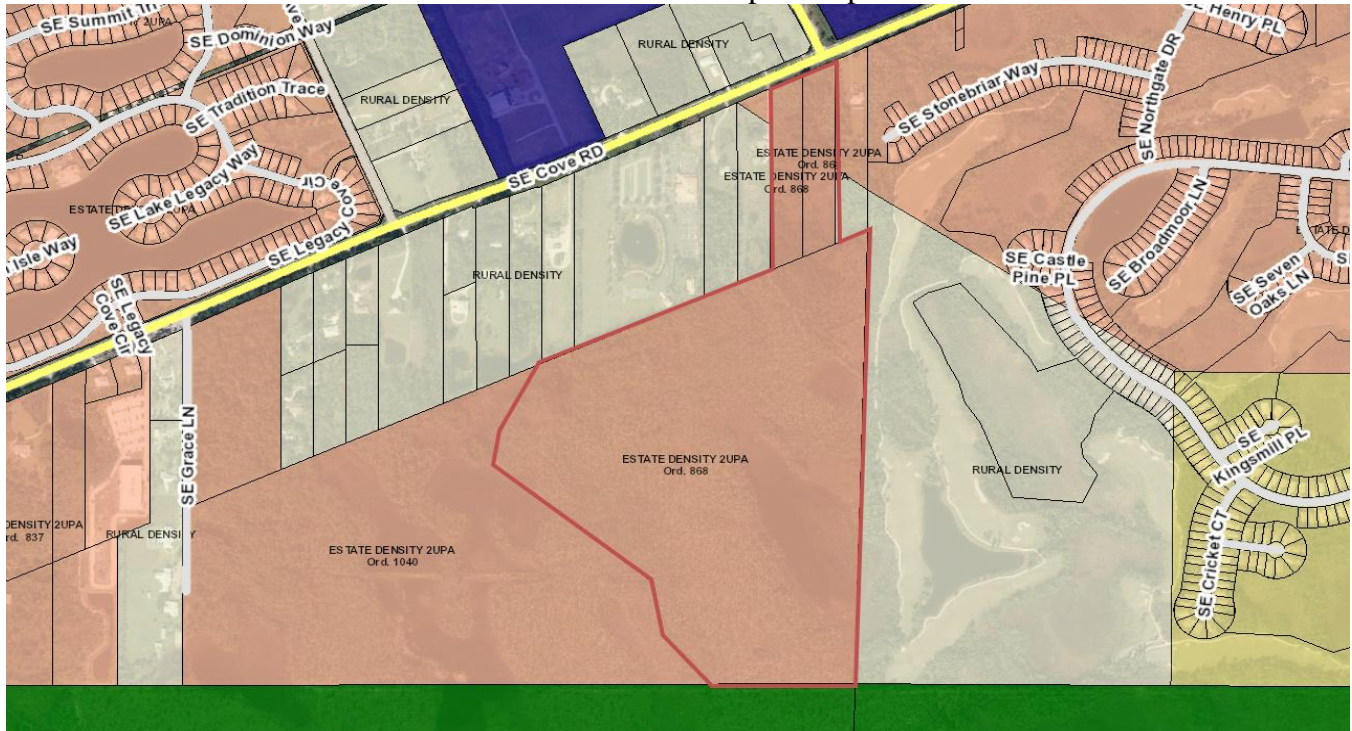 SE Summit Trl
2UPA
SE Dominion Way
SE Tradition Trace
RURAL DENSITY
RURAL DENSITY
SE Henry PL
SE Stonebriar Way
SE Northgate DR
SE Cove RD
SE Lake Legacy Way
SE Legacy Cove Cir
Isle Way
ESTATE DENSITY 2UPA
Ord. 868
ESTATE DENSITY 2UPA
Ord. 868
SE Broadmoor LN
SE Castle
Pine PL
SE Seven
Oaks LN
RURAL DENSITY
SE Legacy
Cove Cir
SE Grace LN
ESTATE DENSITY 2UPA
Ord. 868
RURAL DENSITY
SE
Kingsmill PL
DENSITY 2UPA
rd. 837
RURAL DENSITY
ESTATE DENSITY 2UPA
Ord. 1040
SE Cricket CT